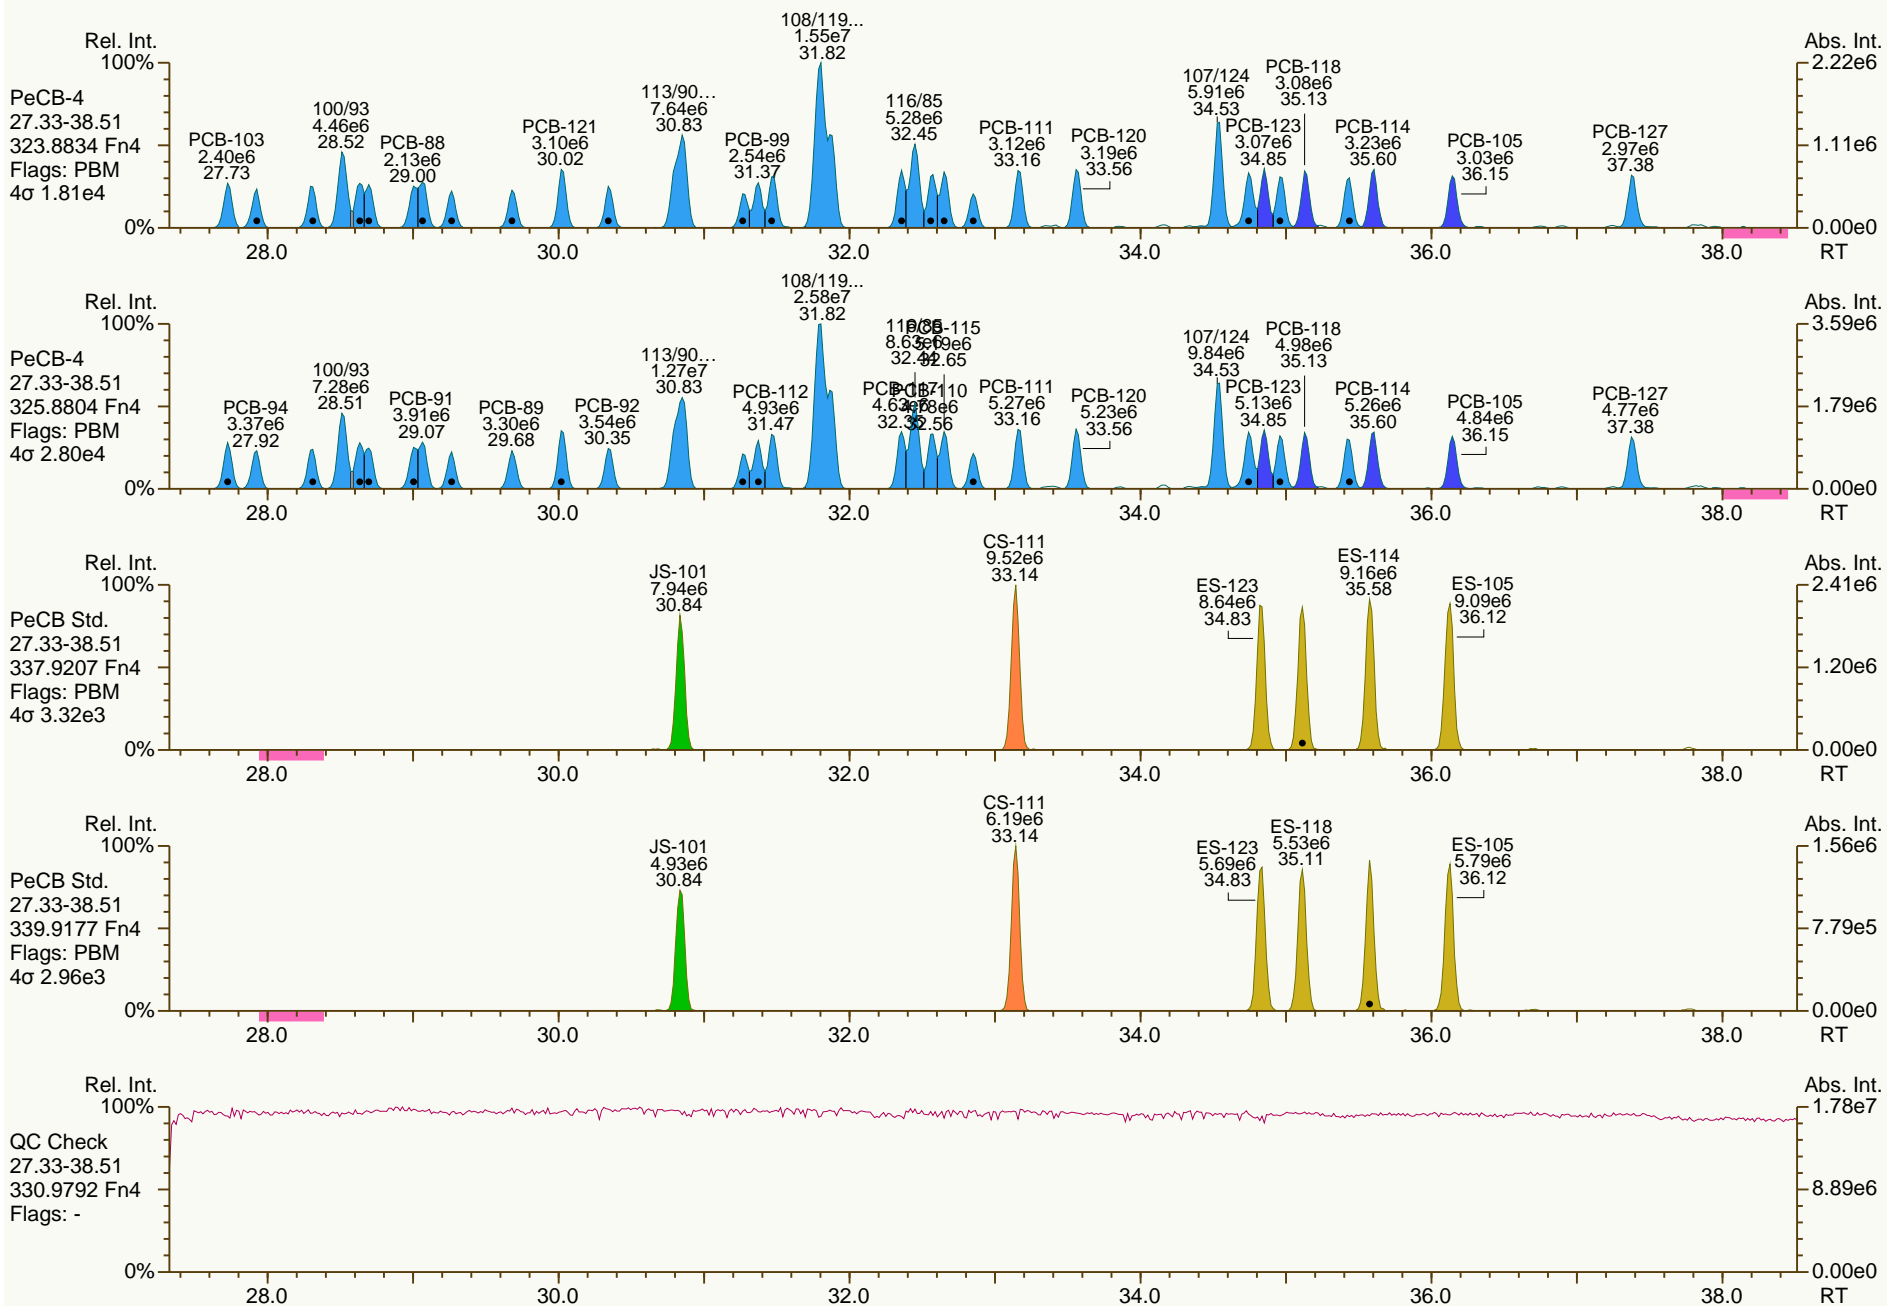 Rel. Int.
100%
0%
PeCB-4
27.33-38.51
323.8834 Fn4
Flags: PBM
4σ 1.81e4
PCB-103
2.40e6
27.73
100/93
4.46e6
28.52
PCB-88
2.13e6
29.00
PCB-121
3.10e6
30.02
113/90...
7.64e6
30.83
PCB-99
2.54e6
31.37
108/119...
1.55e7
31.82
116/85
5.28e6
32.45
PCB-111
3.12e6
33.16
PCB-120
3.19e6
33.56
107/124
5.91e6
34.53
PCB-123
3.07e6
34.85
PCB-118
3.08e6
35.13
PCB-114
3.23e6
35.60
PCB-105
3.03e6
36.15
PCB-127
2.97e6
37.38
Abs. Int.
2.22e6
1.11e6
0.00e0
28.0 30.0 32.0 34.0 36.0 38.0 RT
Rel. Int.
100%
0%
PeCB-4
27.33-38.51
325.8804 Fn4
Flags: PBM
4σ 2.80e4
PCB-94
3.37e6
27.92
100/93
7.28e6
28.51
PCB-91
3.91e6
29.07
PCB-89
3.30e6
29.68
PCB-92
3.54e6
30.35
113/90...
1.27e7
30.83
PCB-112
4.93e6
31.47
108/119...
2.58e7
31.82
PCB-115
5.19e6
32.65
PCB-111
5.27e6
33.16
PCB-120
5.23e6
33.56
107/124
9.84e6
34.53
PCB-123
5.13e6
34.85
PCB-118
4.98e6
35.13
PCB-114
5.26e6
35.60
PCB-105
4.84e6
36.15
PCB-127
4.77e6
37.38
Abs. Int.
3.59e6
1.79e6
0.00e0
28.0 30.0 32.0 34.0 36.0 38.0 RT
Rel. Int.
100%
0%
PeCB Std.
27.33-38.51
337.9207 Fn4
Flags: PBM
4σ 3.32e3
JS-101
7.94e6
30.84
CS-111
9.52e6
33.14
ES-123
8.64e6
34.83
ES-114
9.16e6
35.58
ES-105
9.09e6
36.12
Abs. Int.
2.41e6
1.20e6
0.00e0
28.0 30.0 32.0 34.0 36.0 38.0 RT
Rel. Int.
100%
0%
PeCB Std.
27.33-38.51
339.9177 Fn4
Flags: PBM
4σ 2.96e3
JS-101
4.93e6
30.84
CS-111
6.19e6
33.14
ES-123
5.69e6
34.83
ES-118
5.53e6
35.11
ES-105
5.79e6
36.12
Abs. Int.
1.56e6
7.79e5
0.00e0
28.0 30.0 32.0 34.0 36.0 38.0 RT
Rel. Int.
100%
0%
QC Check
27.33-38.51
330.9792 Fn4
Flags: -
Abs. Int.
1.78e7
8.89e6
0.00e0
28.0 30.0 32.0 34.0 36.0 38.0 RT